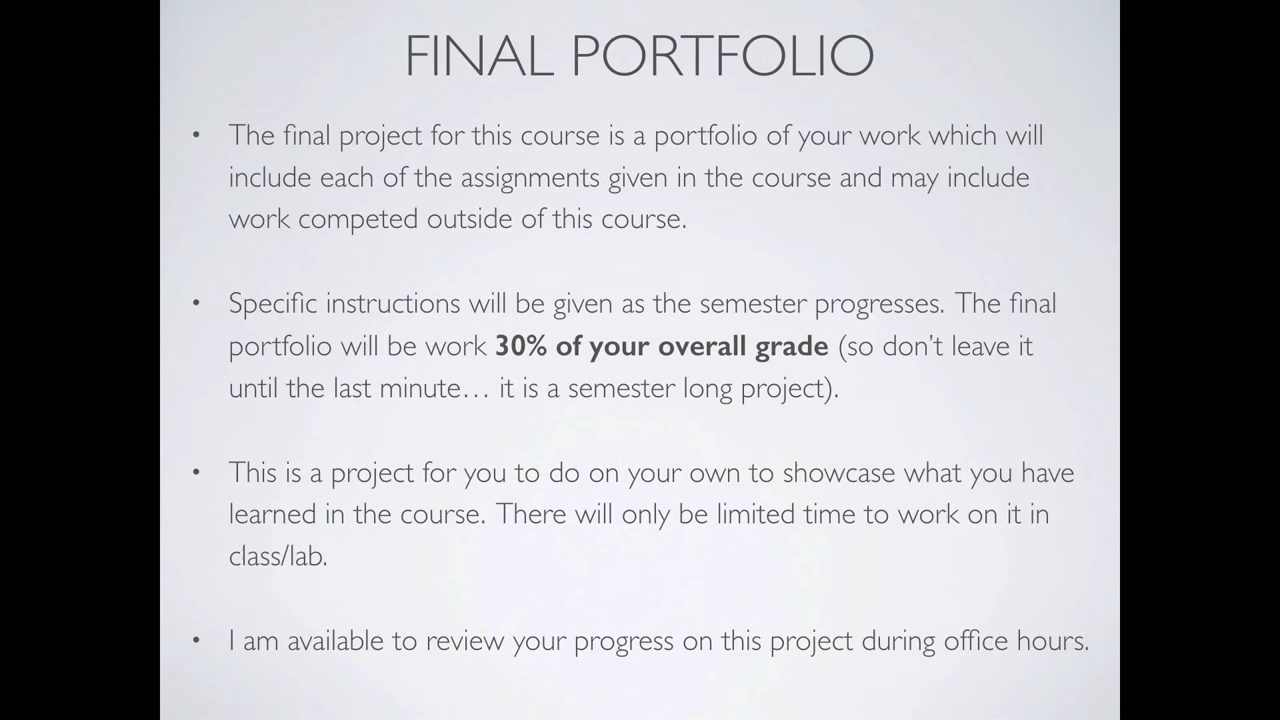 FINAL PORTFOLIO
• The final project for this course is a portfolio of your work which will
include each of the assignments given in the course and may include
work competed outside of this course.
• Specific instructions will be given as the semester progresses. The final
portfolio will be work 30% of your overall grade (so don't leave it
until the last minute… it is a semester long project).
• This is a project for you to do on your own to showcase what you have
learned in the course. There will only be limited time to work on it in
class/lab.
• I am available to review your progress on this project during office hours.